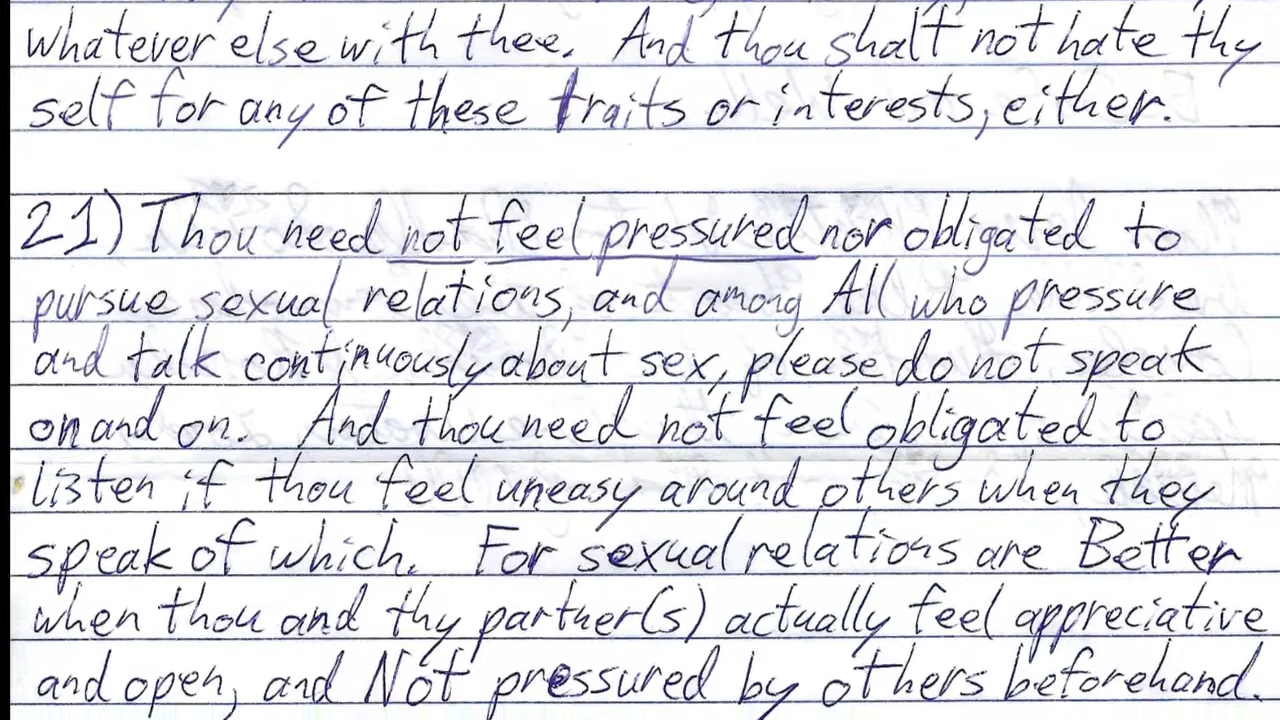 whatever else with thee. And thou shalt not hate thy
self for any of these traits or interests, either.
21) Thou need not feel pressured nor obligated to
pursue sexual relations, and among All who pressure
and talk continuously about sex, please do not speak
on and on. And thou need not feel obligated to
listen if thou feel uneasy around others when they
speak of which. For sexual relations are Better
when thou and thy partner(s) actually feel appreciative
and open, and Not pressured by others beforehand.